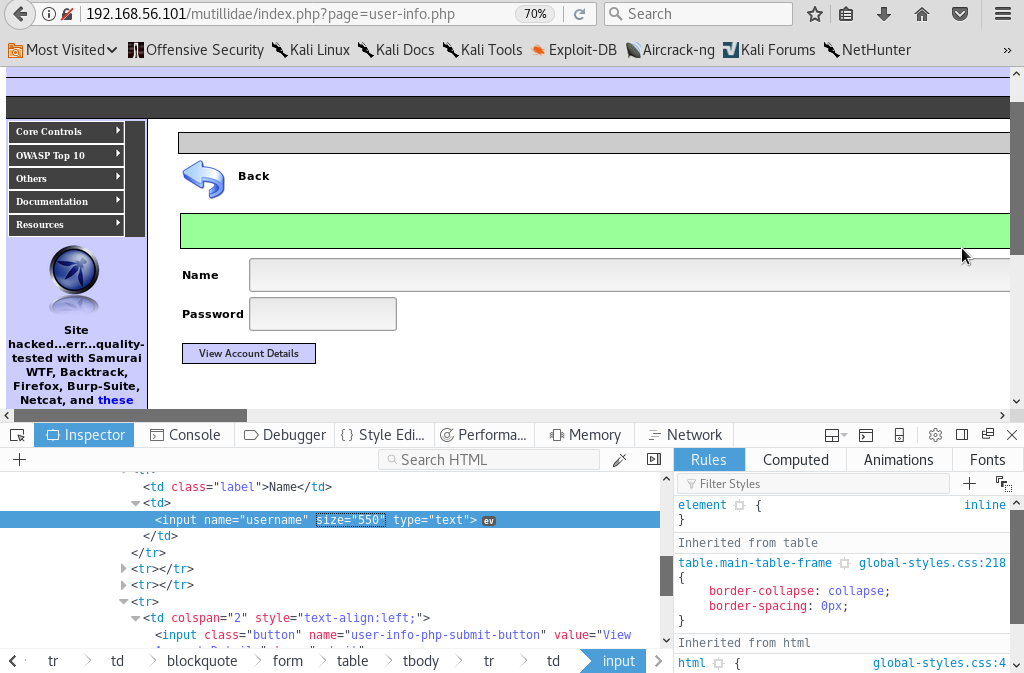 192.168.56.101/mutillidae/index.php?page=user-info.php 70% Search
Most Visited Offensive Security Kali Linux Kali Docs Kali Tools Exploit-DB Aircrack-ng Kali Forums NetHunter »
Core Controls
OWASP Top 10
Others
Documentation
Resources
Site
hacked...err...quality-
tested with Samurai
WTF, Backtrack,
Firefox, Burp-Suite,
Netcat, and these
Back
Name
Password
View Account Details
Inspector Console Debugger { } Style Edi... Performa... Memory Network
+ Search HTML
<td class="label">Name</td>
<td>
<input name="username" size="550" type="text"> ev
</td>
</tr>
<tr></tr>
<tr></tr>
<tr>
<td colspan="2" style="text-align:left;">
<input class="button" name="user-info-php-submit-button" value="View
tr td blockquote form table tbody tr td input
Rules Computed Animations Fonts
Filter Styles +
element { inline
}
Inherited from table
table.main-table-frame global-styles.css:218
{
border-collapse: collapse;
border-spacing: 0px;
}
Inherited from html
html { global-styles.css:4